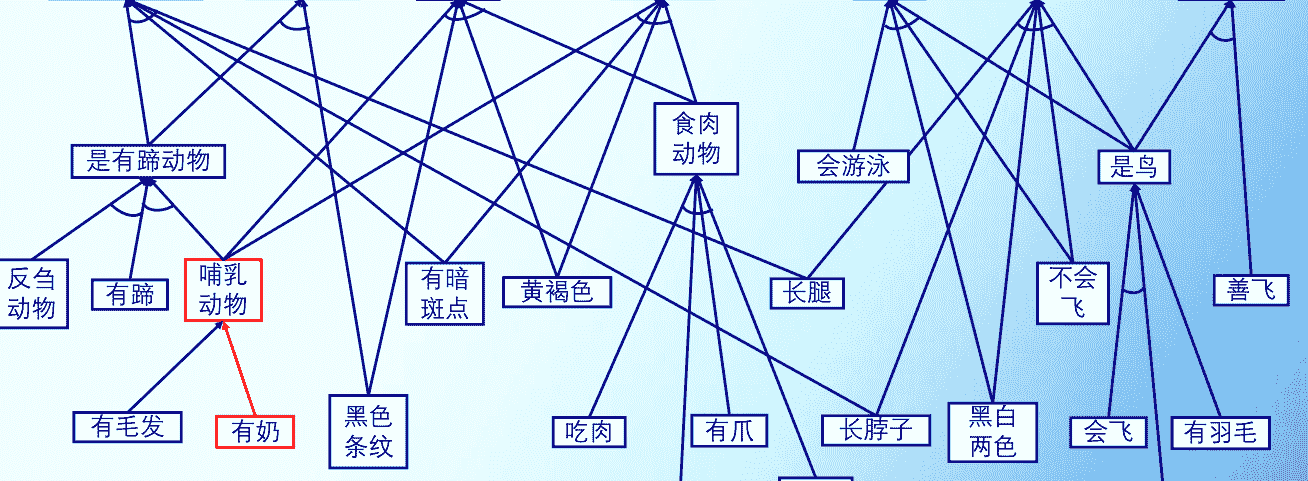 食肉
动物
是有蹄动物
会游泳
是鸟
反刍
动物
有蹄
哺乳
动物
有暗
斑点
黄褐色
长腿
不会
飞
善飞
有毛发
有奶
黑色
条纹
吃肉
有爪
长脖子
黑白
两色
会飞
有羽毛